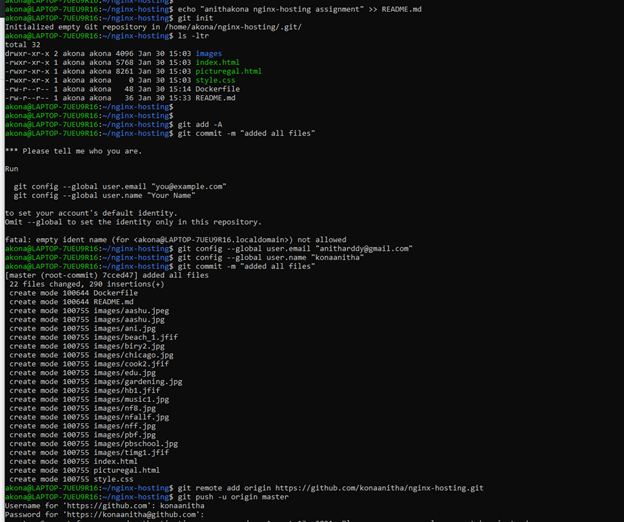 akona@LAPTOP-7UEU9R16:~/nginx-hosting$
akona@LAPTOP-7UEU9R16:~/nginx-hosting$ echo "anithakona nginx-hosting assignment" >> README.md
akona@LAPTOP-7UEU9R16:~/nginx-hosting$ git init
Initialized empty Git repository in /home/akona/nginx-hosting/.git/
akona@LAPTOP-7UEU9R16:~/nginx-hosting$ ls -ltr
total 32
drwxr-xr-x 2 akona akona 4096 Jan 30 15:03 images
-rwxr-xr-x 1 akona akona 5768 Jan 30 15:03 index.html
-rwxr-xr-x 1 akona akona 8261 Jan 30 15:03 picturegal.html
-rwxr-xr-x 1 akona akona    0 Jan 30 15:03 style.css
-rw-r--r-- 1 akona akona   48 Jan 30 15:14 Dockerfile
-rw-r--r-- 1 akona akona   36 Jan 30 15:33 README.md
akona@LAPTOP-7UEU9R16:~/nginx-hosting$
akona@LAPTOP-7UEU9R16:~/nginx-hosting$
akona@LAPTOP-7UEU9R16:~/nginx-hosting$ git add -A
akona@LAPTOP-7UEU9R16:~/nginx-hosting$ git commit -m "added all files"
*** Please tell me who you are.
Run
  git config --global user.email "you@example.com"
  git config --global user.name "Your Name"
to set your account's default identity.
Omit --global to set the identity only in this repository.
fatal: empty ident name (for <akona@LAPTOP-7UEU9R16.localdomain>) not allowed
akona@LAPTOP-7UEU9R16:~/nginx-hosting$ git config --global user.email "anitharddy@gmail.com"
akona@LAPTOP-7UEU9R16:~/nginx-hosting$ git config --global user.name "konaanitha"
akona@LAPTOP-7UEU9R16:~/nginx-hosting$ git commit -m "added all files"
[master (root-commit) 7cced47] added all files
 22 files changed, 290 insertions(+)
 create mode 100644 Dockerfile
 create mode 100644 README.md
 create mode 100755 images/aashu.jpeg
 create mode 100755 images/aashu.jpg
 create mode 100755 images/ani.jpg
 create mode 100755 images/beach_1.jfif
 create mode 100755 images/biry2.jpg
 create mode 100755 images/chicago.jpg
 create mode 100755 images/cook2.jfif
 create mode 100755 images/edu.jpg
 create mode 100755 images/gardening.jpg
 create mode 100755 images/hb1.jfif
 create mode 100755 images/music1.jpg
 create mode 100755 images/nf8.jpg
 create mode 100755 images/nfallf.jpg
 create mode 100755 images/nff.jpg
 create mode 100755 images/pbf.jpg
 create mode 100755 images/pbschool.jpg
 create mode 100755 images/timg1.jfif
 create mode 100755 index.html
 create mode 100755 picturegal.html
 create mode 100755 style.css
akona@LAPTOP-7UEU9R16:~/nginx-hosting$ git remote add origin https://github.com/konaanitha/nginx-hosting.git
akona@LAPTOP-7UEU9R16:~/nginx-hosting$ git push -u origin master
Username for 'https://github.com': konaanitha
Password for 'https://konaanitha@github.com':